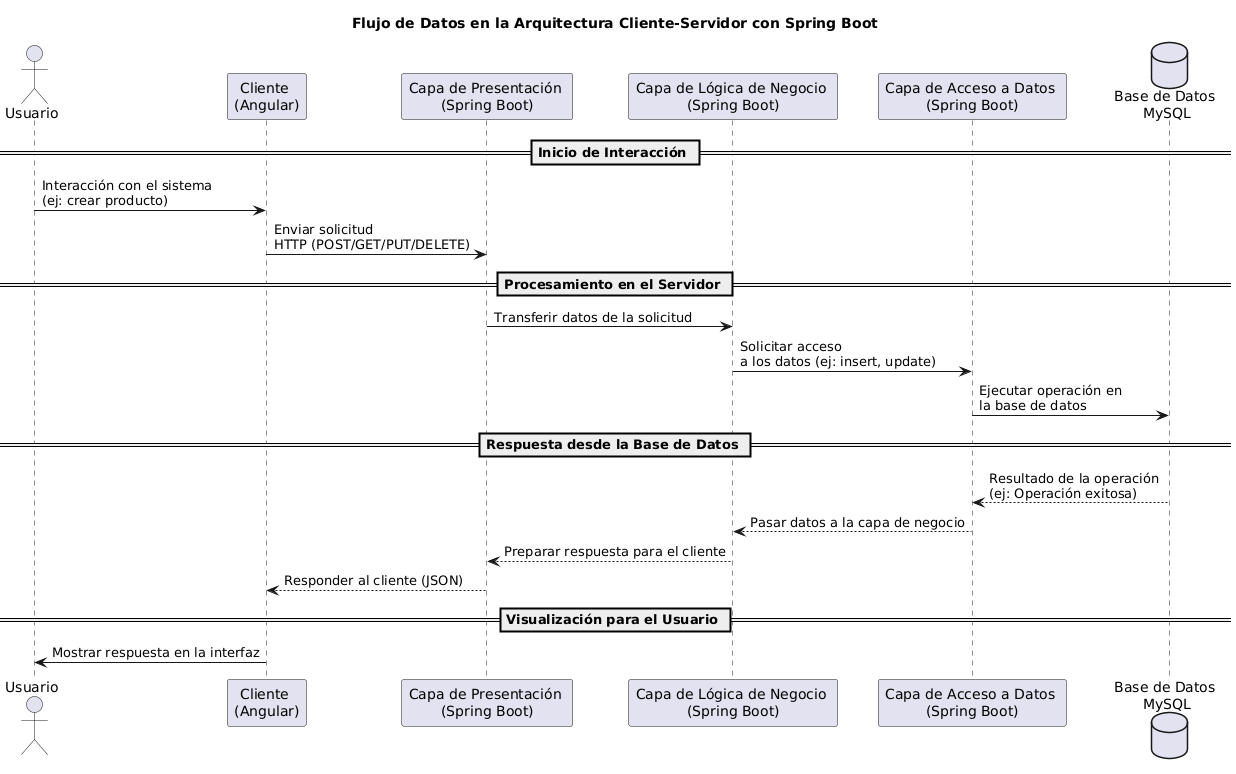 Flujo de Datos en la Arquitectura Cliente-Servidor con Spring Boot
Usuario
Cliente
(Angular)
Capa de Presentación
(Spring Boot)
Capa de Lógica de Negocio
(Spring Boot)
Capa de Acceso a Datos
(Spring Boot)
Base de Datos
MySQL
Inicio de Interacción
Interacción con el sistema
(ej: crear producto)
Enviar solicitud
HTTP (POST/GET/PUT/DELETE)
Procesamiento en el Servidor
Transferir datos de la solicitud
Solicitar acceso
a los datos (ej: insert, update)
Ejecutar operación en
la base de datos
Respuesta desde la Base de Datos
Resultado de la operación
(ej: Operación exitosa)
Pasar datos a la capa de negocio
Preparar respuesta para el cliente
Responder al cliente (JSON)
Visualización para el Usuario
Mostrar respuesta en la interfaz
Usuario
Cliente
(Angular)
Capa de Presentación
(Spring Boot)
Capa de Lógica de Negocio
(Spring Boot)
Capa de Acceso a Datos
(Spring Boot)
Base de Datos
MySQL